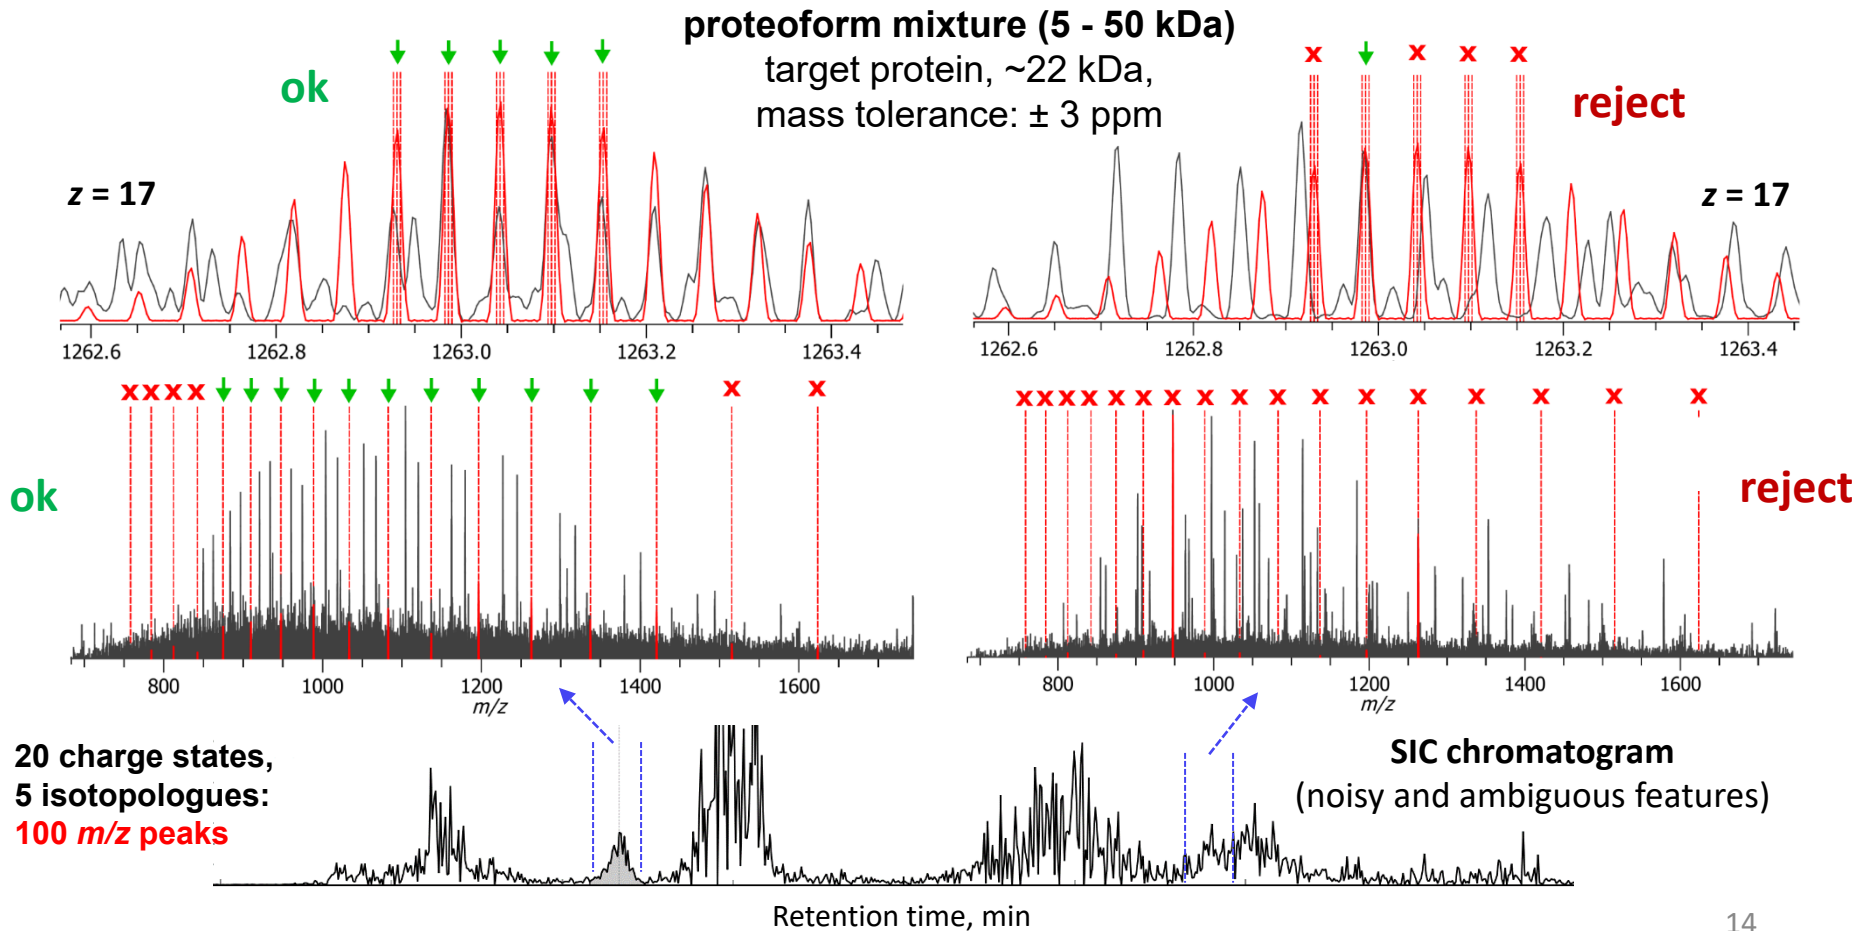 proteoform mixture (5 - 50 kDa)
target protein, ~22 kDa,
mass tolerance: ± 3 ppm
ok
z = 17
1262.6 1262.8 1263.0 1263.2 1263.4
x x x x
reject
z = 17
1262.6 1262.8 1263.0 1263.2 1263.4
x x x x x x
ok
800 1000 1200 1400 1600
m/z
x x x x x x x x x x x x x x x x x
reject
800 1000 1200 1400 1600
m/z
20 charge states,
5 isotopologues:
100 m/z peaks
SIC chromatogram
(noisy and ambiguous features)
Retention time, min
14